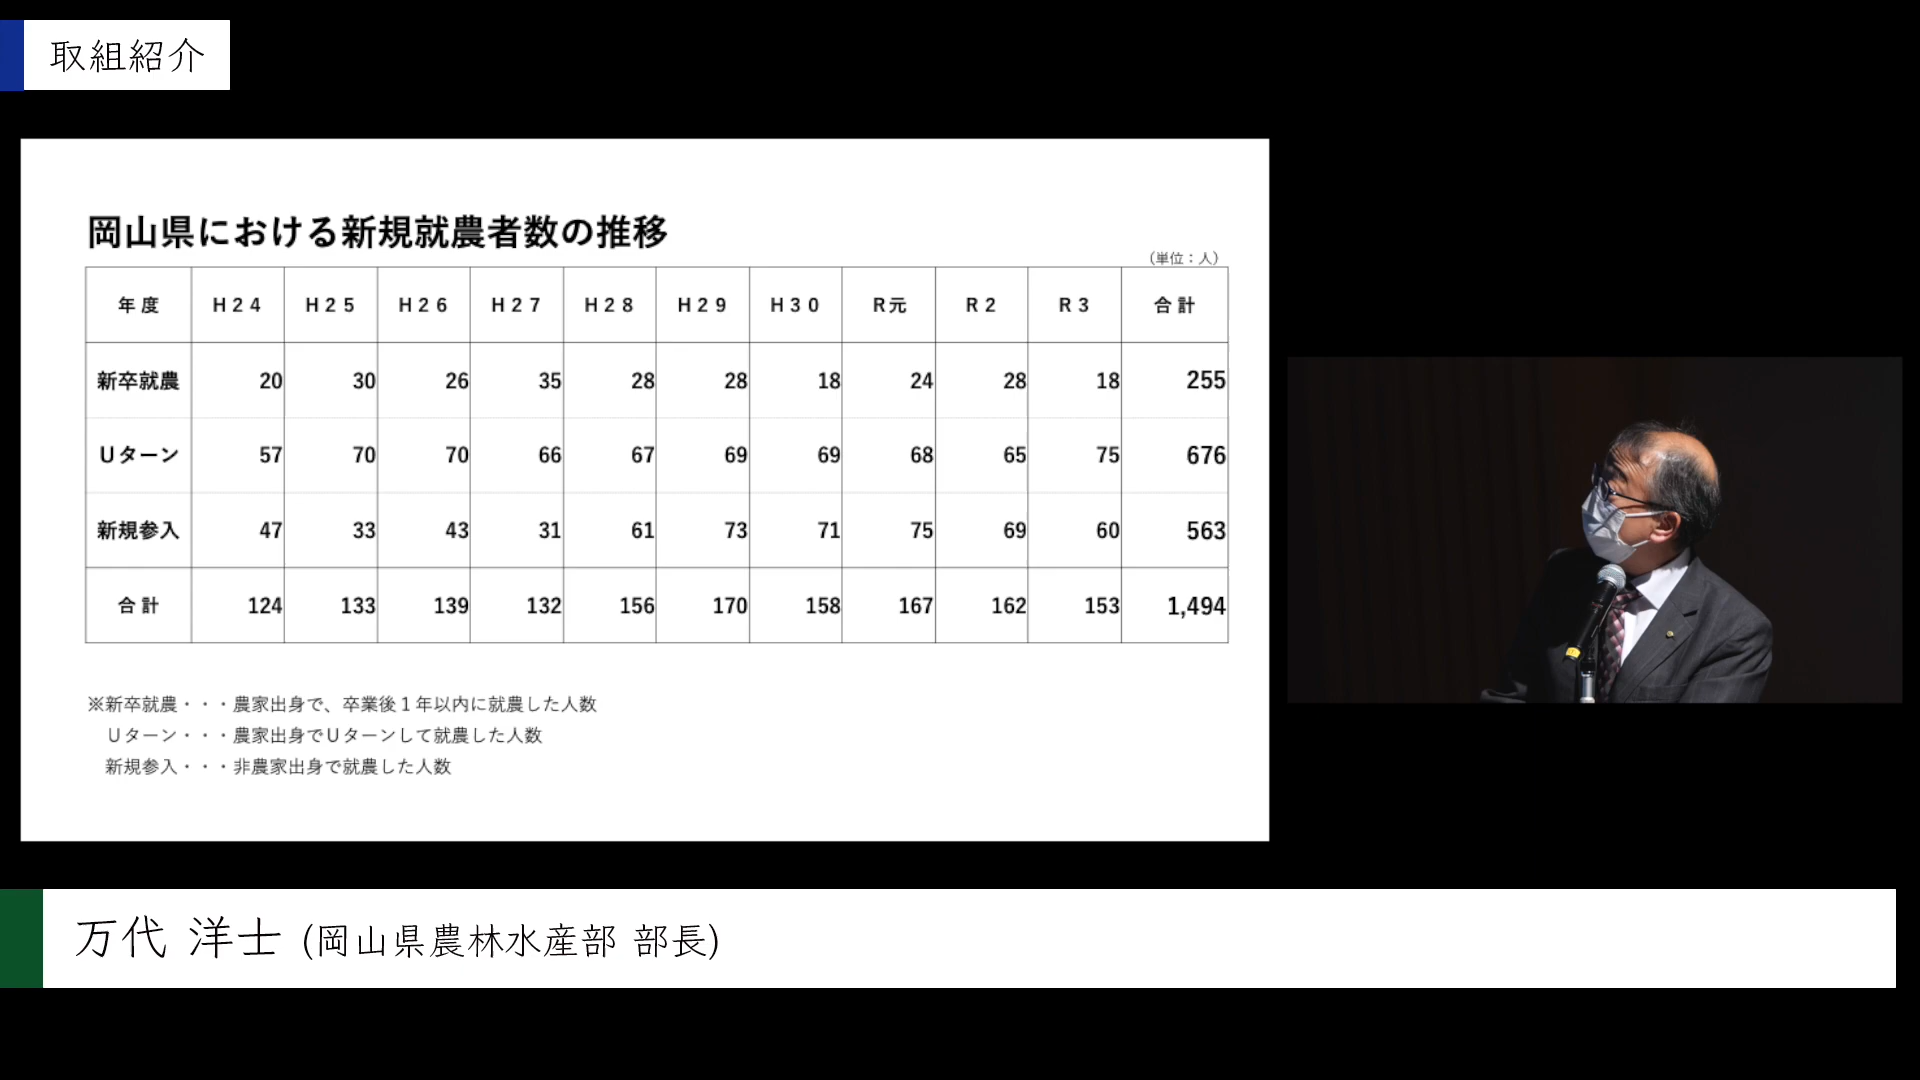 取組紹介
岡山県における新規就農者数の推移
（単位：人）
年度 H24 H25 H26 H27 H28 H29 H30 R元 R2 R3 合計
新卒就農 20 30 26 35 28 28 18 24 28 18 255
Uターン 57 70 70 66 67 69 69 68 65 75 676
新規参入 47 33 43 31 61 73 71 75 69 60 563
合計 124 133 139 132 156 170 158 167 162 153 1,494
※新卒就農・・・農家出身で、卒業後１年以内に就農した人数
Uターン・・・農家出身でUターンして就農した人数
新規参入・・・非農家出身で就農した人数
万代 洋士 (岡山県農林水産部 部長)